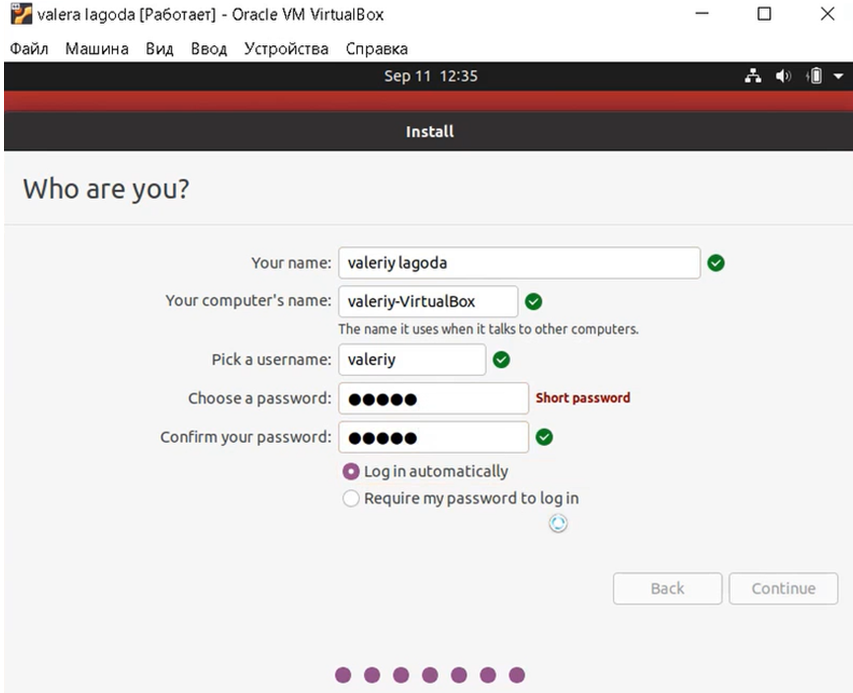 valera lagoda [Работает] - Oracle VM VirtualBox
Файл Машина Вид Ввод Устройства Справка
Sep 11 12:35
Install
Who are you?
Your name: valeriy lagoda
Your computer's name: valeriy-VirtualBox
The name it uses when it talks to other computers.
Pick a username: valeriy
Choose a password: ●●●●● Short password
Confirm your password: ●●●●●
Log in automatically
Require my password to log in
Back Continue